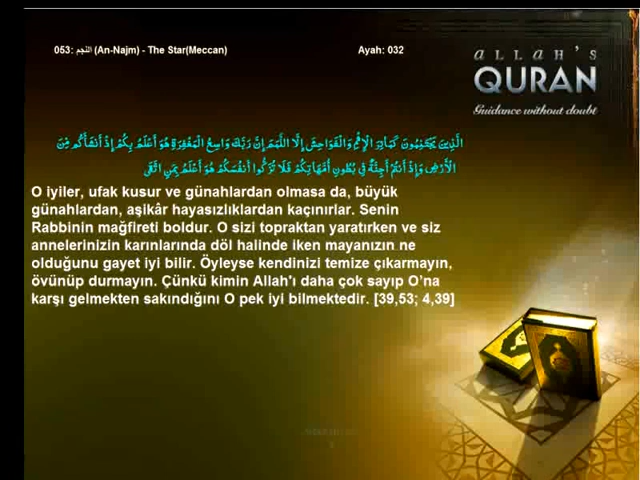 053: النجم (An-Najm) - The Star(Meccan)
Ayah: 032
ALLAH'S
QURAN
Guidance without doubt
الَّذِينَ يَجْتَنِبُونَ كَبَائِرَ الْإِثْمِ وَالْفَوَاحِشَ إِلَّا اللَّمَمَ إِنَّ رَبَّكَ وَاسِعُ الْمَغْفِرَةِ هُوَ أَعْلَمُ بِكُمْ إِذْ أَنشَأَكُم مِّنَ
الْأَرْضِ وَإِذْ أَنتُمْ أَجِنَّةٌ فِي بُطُونِ أُمَّهَاتِكُمْ فَلَا تُزَكُّوا أَنفُسَكُمْ هُوَ أَعْلَمُ بِمَنِ اتَّقَى
O iyiler, ufak kusur ve günahlardan olmasa da, büyük
günahlardan, aşikâr hayasızlıklardan kaçınırlar. Senin
Rabbinin mağfireti boldur. O sizi topraktan yaratırken ve siz
annelerinizin karınlarında döl halinde iken mayanızın ne
olduğunu gayet iyi bilir. Öyleyse kendinizi temize çıkarmayın,
övünüp durmayın. Çünkü kimin Allah'ı daha çok sayıp O'na
karşı gelmekten sakındığını O pek iyi bilmektedir. [39,53; 4,39]